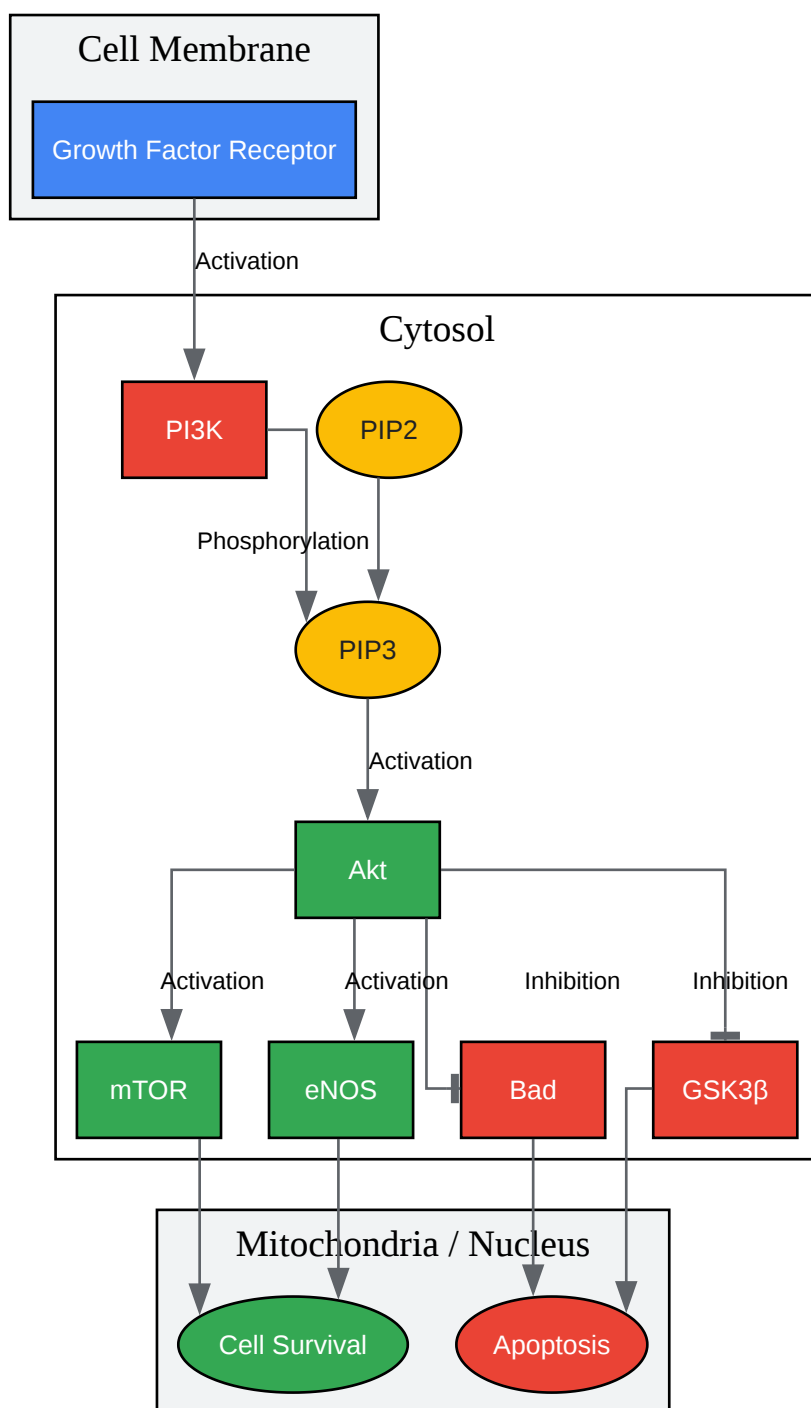 Cell Membrane
Growth Factor Receptor
Activation
Cytosol
PI3K
PIP2
Phosphorylation
PIP3
Activation
Akt
Activation
Activation
Inhibition
Inhibition
mTOR
eNOS
Bad
GSK3β
Mitochondria / Nucleus
Cell Survival
Apoptosis